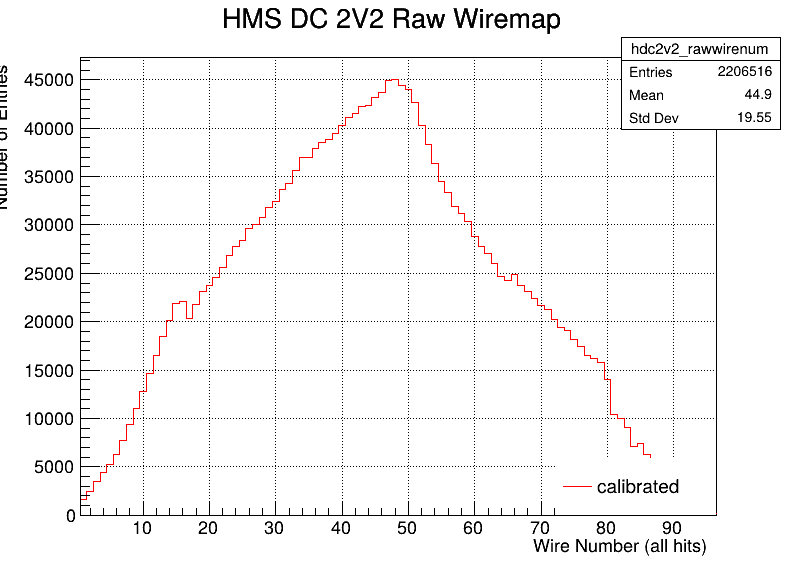 HMS DC 2V2 Raw Wiremap
hdc2v2_rawwirenum
Entries 2206516
Mean 44.9
Std Dev 19.55
Number of Entries
45000
40000
35000
30000
25000
20000
15000
10000
5000
0
10 20 30 40 50 60 70 80 90
calibrated
Wire Number (all hits)